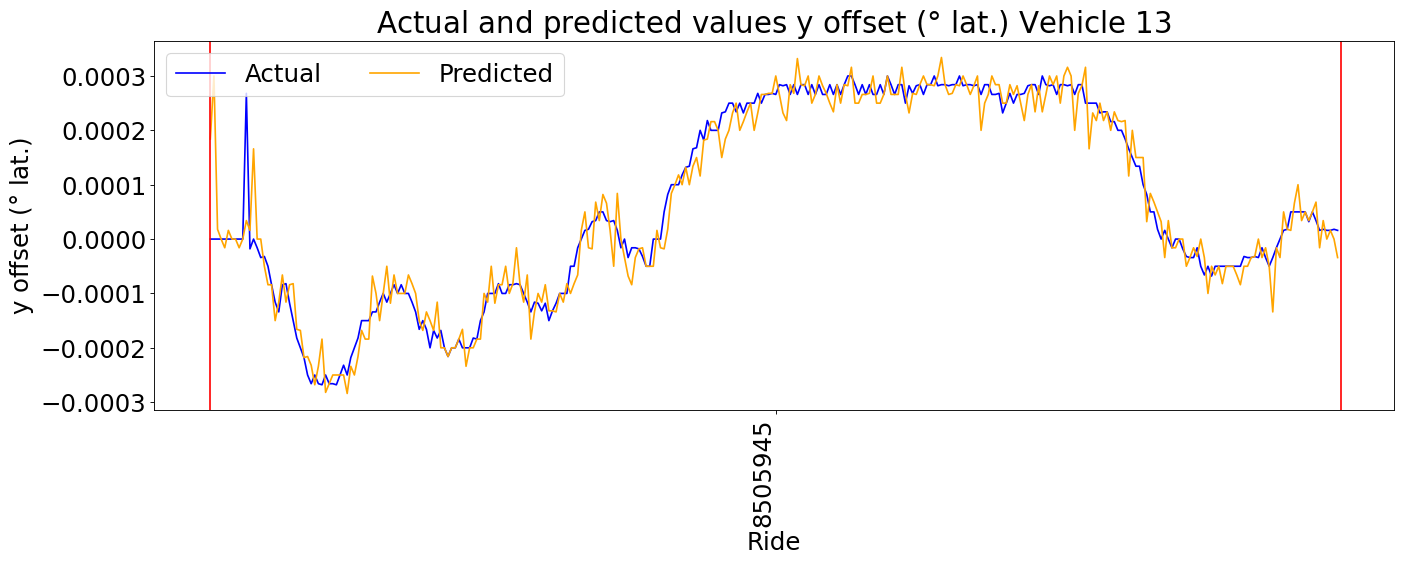 Actual and predicted values y offset (° lat.) Vehicle 13
Actual Predicted
y offset (° lat.)
0.0003
0.0002
0.0001
0.0000
−0.0001
−0.0002
−0.0003
8505945
Ride